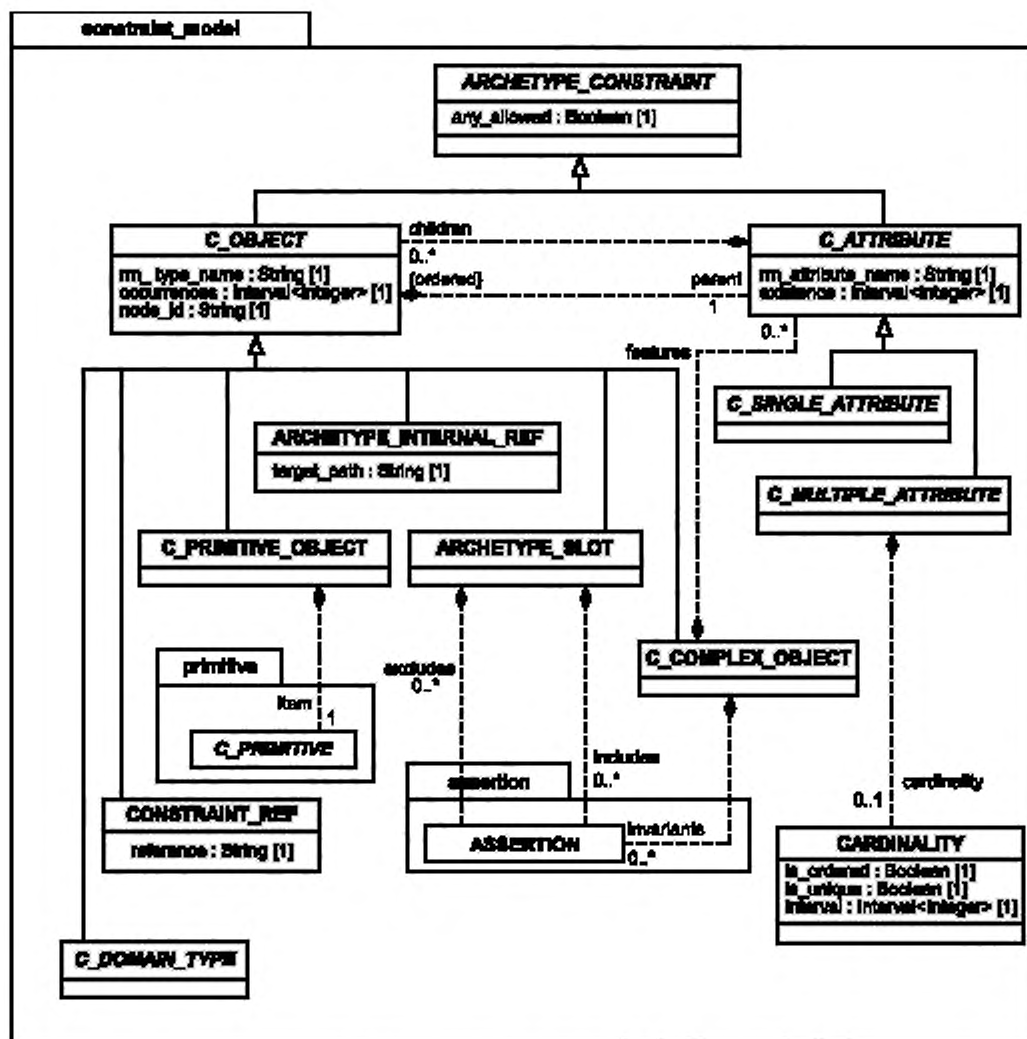 constraint_model
ARCHETYPE_CONSTRAINT
any_allowed : Boolean [1]
C_OBJECT
rm_type_name : String [1]
occurrences : Interval<Integer> [1]
node_id : String [1]
children
0..*
{ordered}
parent
1
C_ATTRIBUTE
rm_attribute_name : String [1]
existence : Interval<Integer> [1]
0..*
features
C_SINGLE_ATTRIBUTE
ARCHETYPE_INTERNAL_REF
target_path : String [1]
C_MULTIPLE_ATTRIBUTE
C_PRIMITIVE_OBJECT
ARCHETYPE_SLOT
C_COMPLEX_OBJECT
primitive
excludes
0..*
item
1
C_PRIMITIVE
includes
0..*
assertion
cardinality
0..1
CONSTRAINT_REF
reference : String [1]
ASSERTION
invariants
0..*
CARDINALITY
is_ordered : Boolean [1]
is_unique : Boolean [1]
interval : Interval<Integer> [1]
C_DOMAIN_TYPE